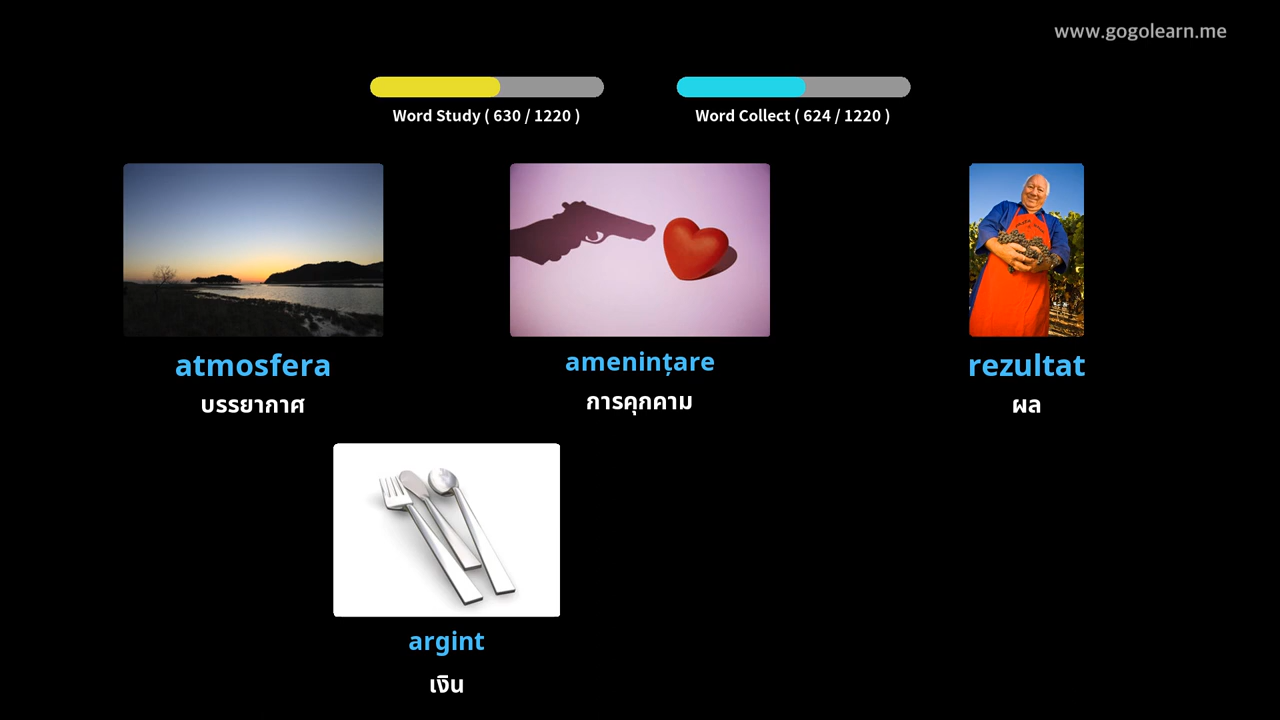 www.gogolearn.me
Word Study ( 630 / 1220 )
Word Collect ( 624 / 1220 )
atmosfera
บรรยากาศ
amenințare
การคุกคาม
rezultat
ผล
argint
เงิน